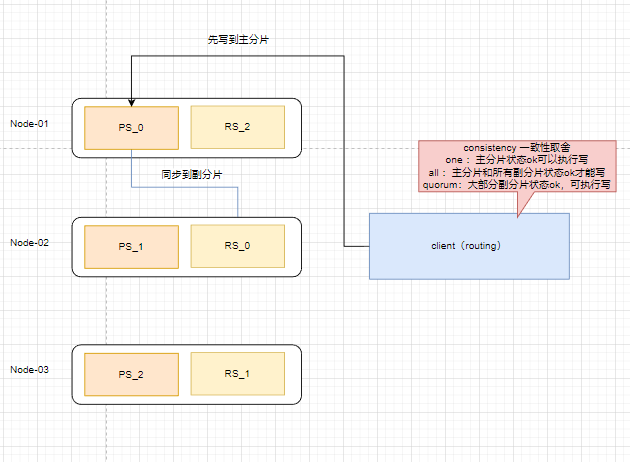 先写到主分片
Node-01
PS_0
RS_2
consistency 一致性取舍
one ：主分片状态ok可以执行写
all ：主分片和所有副分片状态ok才能写
quorum：大部分副分片状态ok，可执行写
同步到副分片
Node-02
PS_1
RS_0
client（routing）
Node-03
PS_2
RS_1